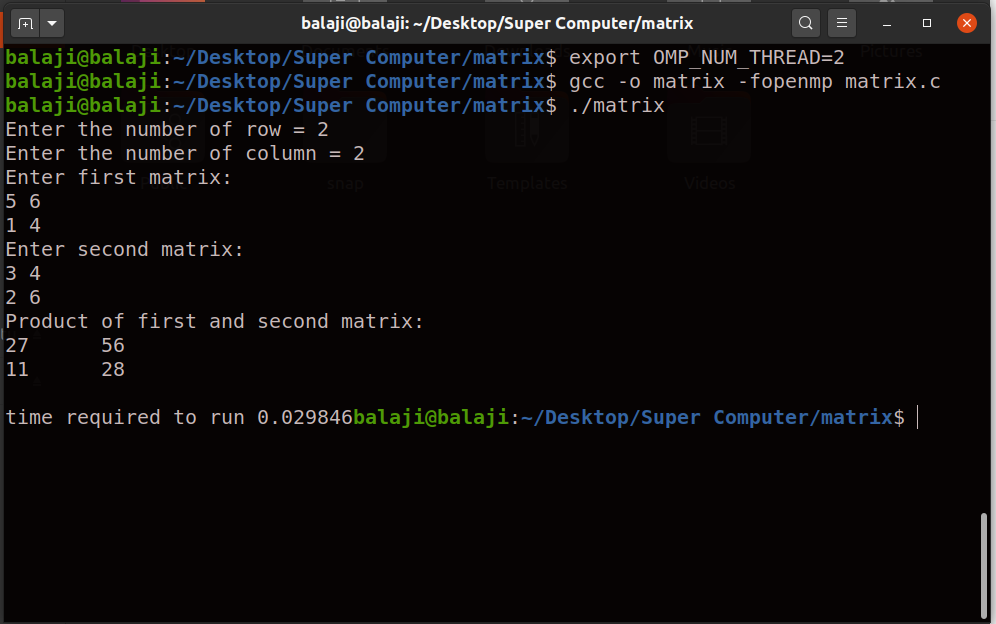 balaji@balaji: ~/Desktop/Super Computer/matrix
balaji@balaji:~/Desktop/Super Computer/matrix$ export OMP_NUM_THREAD=2
balaji@balaji:~/Desktop/Super Computer/matrix$ gcc -o matrix -fopenmp matrix.c
balaji@balaji:~/Desktop/Super Computer/matrix$ ./matrix
Enter the number of row = 2
Enter the number of column = 2
Enter first matrix:
5 6
1 4
Enter second matrix:
3 4
2 6
Product of first and second matrix:
27      56
11      28
time required to run 0.029846balaji@balaji:~/Desktop/Super Computer/matrix$
Pictures
snap
Templates
Videos